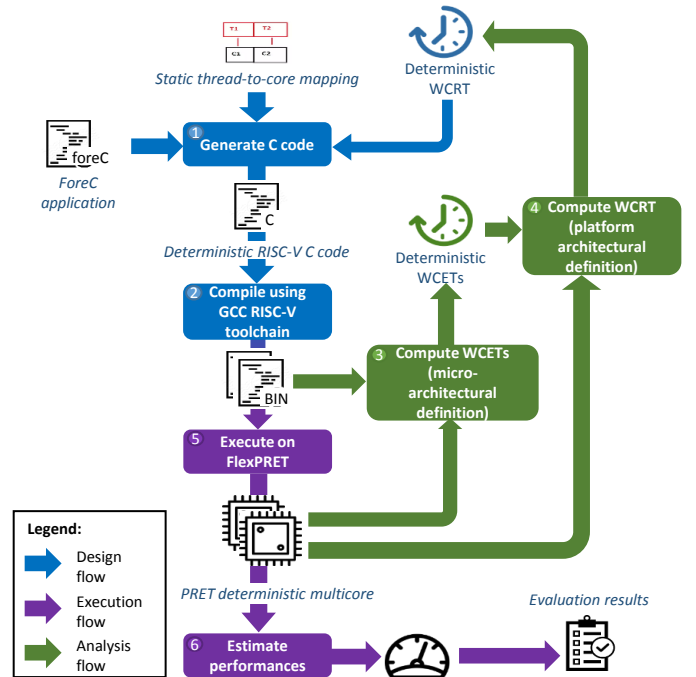 T1 T2
C1 C2
Static thread-to-core mapping
Deterministic
WCRT
1
Generate C code
foreC
ForeC
application
C
Deterministic RISC-V C code
2 Compile using
GCC RISC-V
toolchain
4 Compute WCRT
(platform
architectural
definition)
Deterministic
WCETs
3 Compute WCETs
(micro-
architectural
definition)
BIN
5 Execute on
FlexPRET
Legend:
Design
flow
Execution
flow
Analysis
flow
PRET deterministic multicore
Evaluation results
6 Estimate
performances